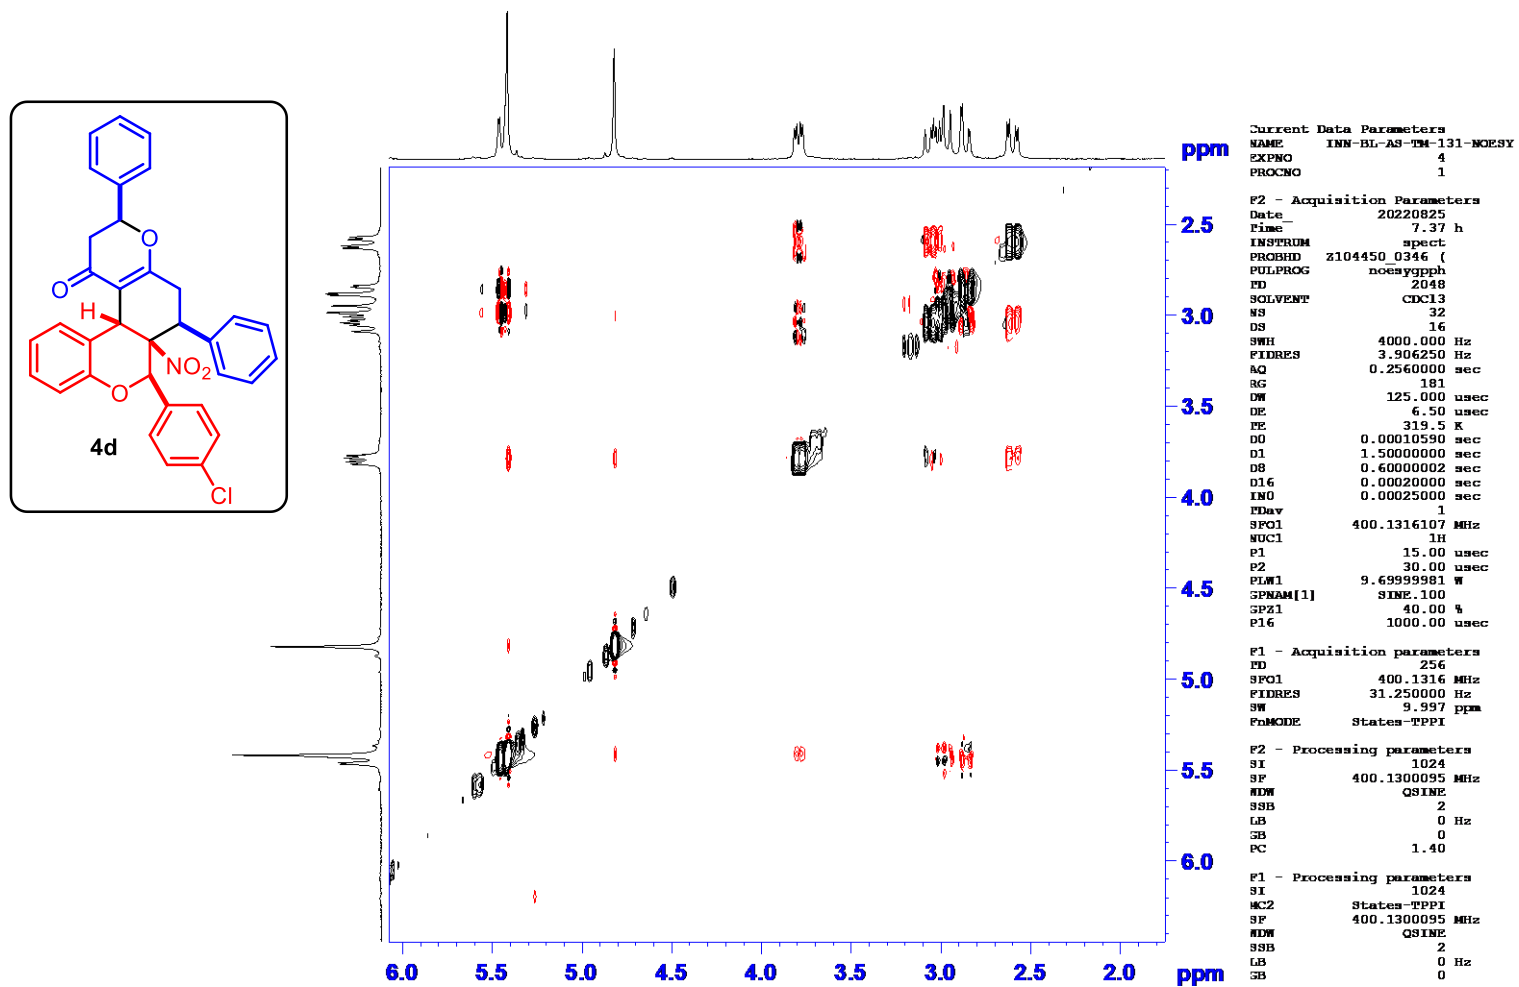 O
O
H
NO2
O
4d
Cl
ppm
2.5
3.0
3.5
4.0
4.5
5.0
5.5
6.0
6.0 5.5 5.0 4.5 4.0 3.5 3.0 2.5 2.0 ppm
Current Data Parameters
NAME INN-BL-AS-TM-131-NOESY
EXPNO 4
PROCNO 1
F2 - Acquisition Parameters
Date_ 20220825
Time 7.37 h
INSTRUM spect
PROBHD Z104450_0346 (
PULPROG noesygpph
TD 2048
SOLVENT CDCl3
NS 32
DS 16
SWH 4000.000 Hz
FIDRES 3.906250 Hz
AQ 0.2560000 sec
RG 181
DW 125.000 usec
DE 6.50 usec
TE 319.5 K
D0 0.00010590 sec
D1 1.50000000 sec
D8 0.60000002 sec
D16 0.00020000 sec
IN0 0.00025000 sec
TDav 1
SFO1 400.1316107 MHz
NUC1 1H
P1 15.00 usec
P2 30.00 usec
PLW1 9.69999981 W
GPNAM[1] SINE.100
GPZ1 40.00 %
P16 1000.00 usec
F1 - Acquisition parameters
TD 256
SFO1 400.1316 MHz
FIDRES 31.250000 Hz
SW 9.997 ppm
FnMODE States-TPPI
F2 - Processing parameters
SI 1024
SF 400.1300095 MHz
WDW QSINE
SSB 2
LB 0 Hz
GB 0
PC 1.40
F1 - Processing parameters
SI 1024
MC2 States-TPPI
SF 400.1300095 MHz
WDW QSINE
SSB 2
LB 0 Hz
GB 0